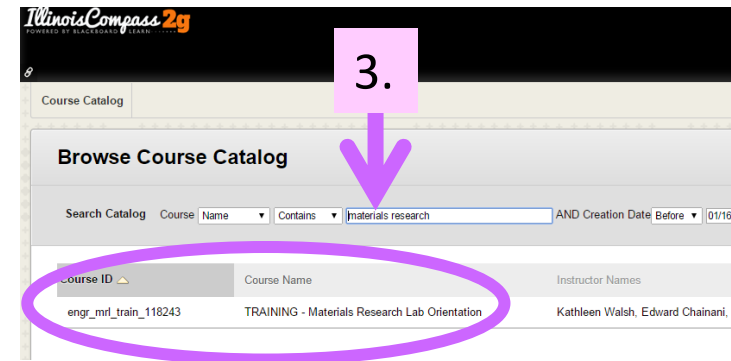 IllinoisCompass 2g
POWERED BY BLACKBOARD LEARN
3.
Course Catalog
Browse Course Catalog
Search Catalog Course Name Contains materials research AND Creation Date Before 01/16
Course ID Course Name Instructor Names
engr_mrl_train_118243 TRAINING - Materials Research Lab Orientation Kathleen Walsh, Edward Chainani,